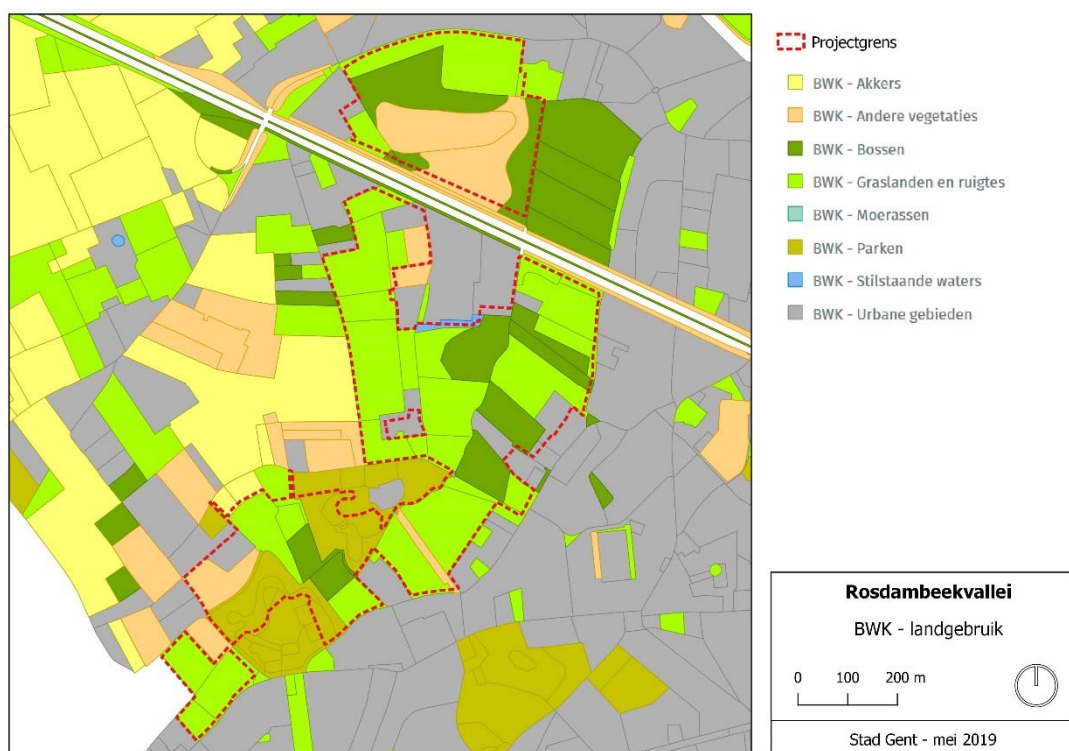 Projectgrens
BWK - Akkers
BWK - Andere vegetaties
BWK - Bossen
BWK - Graslanden en ruigtes
BWK - Moerassen
BWK - Parken
BWK - Stilstaande waters
BWK - Urbane gebieden
Rosdambeekvallei
BWK - landgebruik
0 100 200 m
Stad Gent - mei 2019